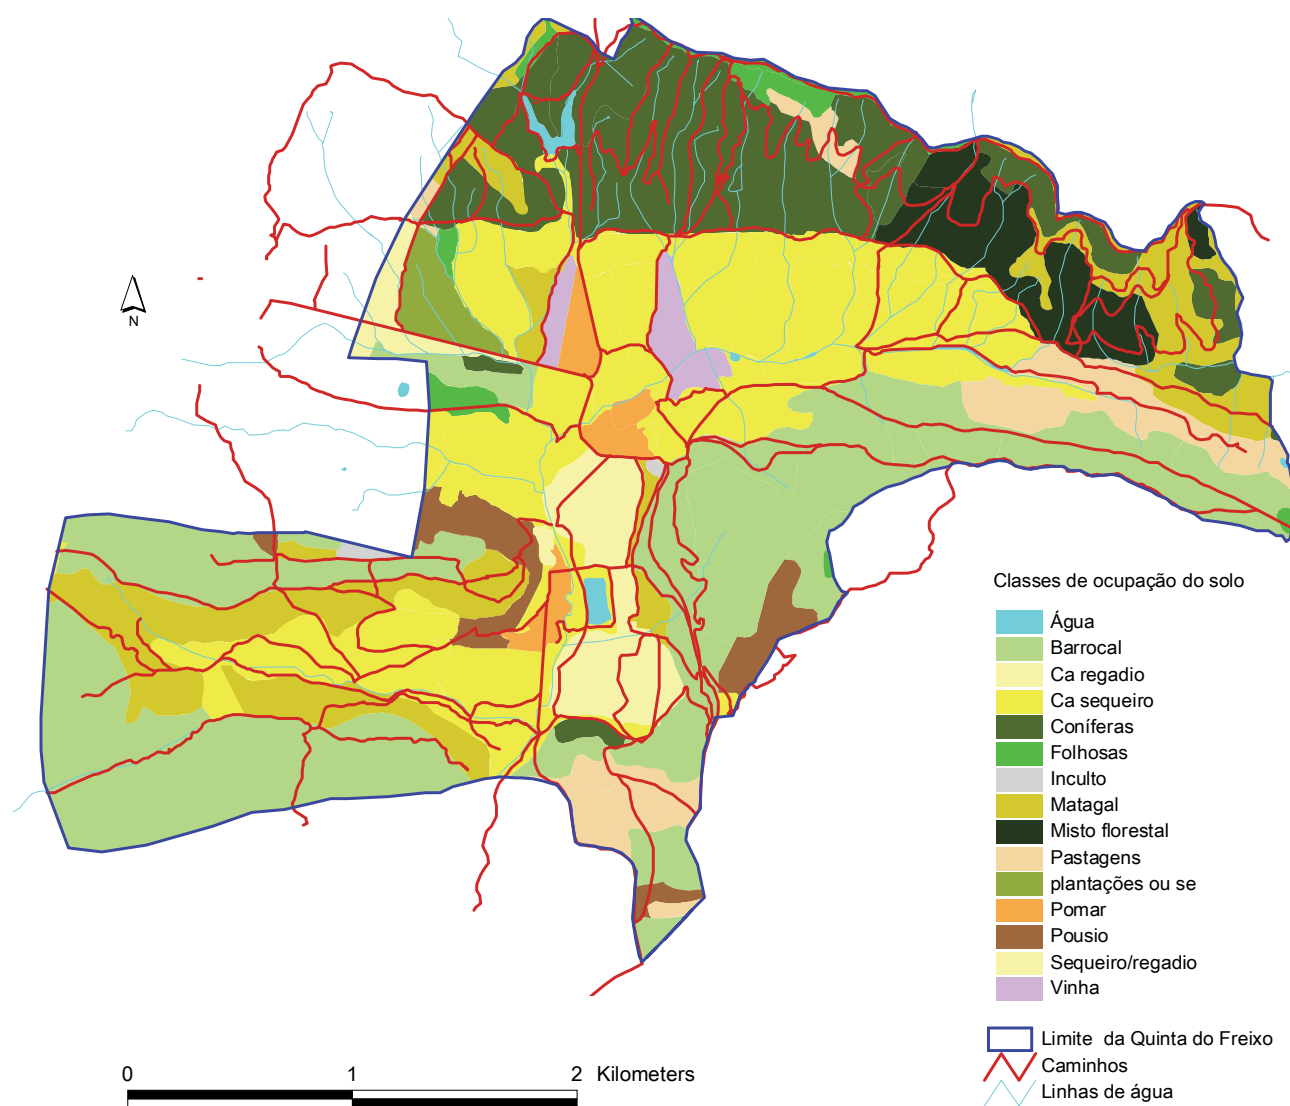 N
Classes de ocupação do solo
Água
Barrocal
Ca regadio
Ca sequeiro
Coníferas
Folhosas
Inculto
Matagal
Misto florestal
Pastagens
plantações ou se
Pomar
Pousio
Sequeiro/regadio
Vinha
Limite da Quinta do Freixo
Caminhos
Linhas de água
0 1 2 Kilometers